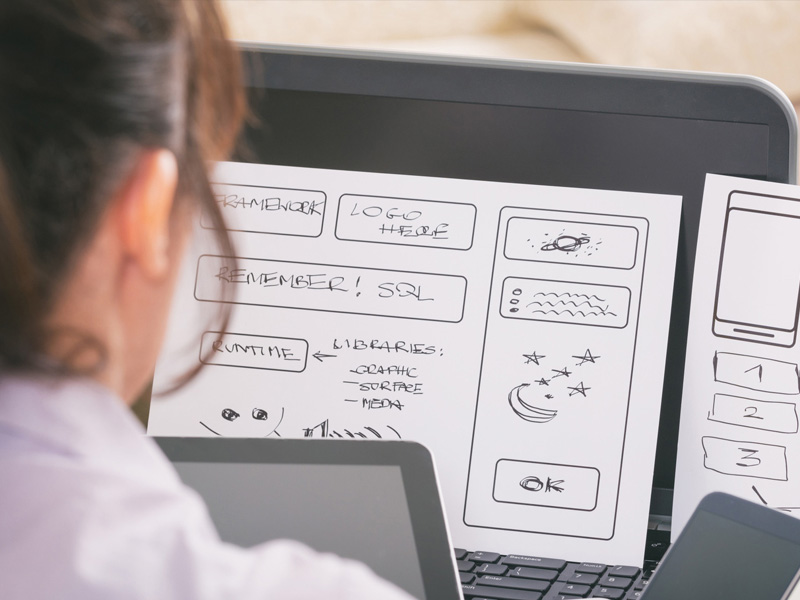 FRAMEWORK
LOGO
HERE
REMEMBER! SQL
RUNTIME
LIBRARIES:
- GRAPHIC
- SURFACE
- MEDIA
OK
1
2
3